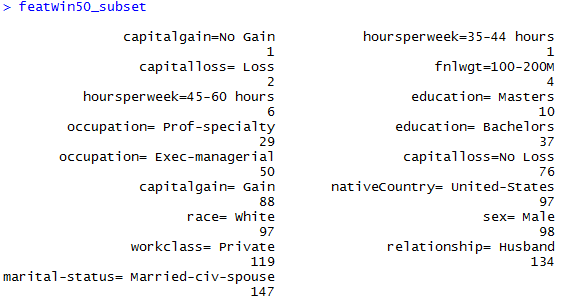 > featWin50_subset
capitalgain=No Gain hoursperweek=35-44 hours
1 1
capitalloss= Loss fnlwgt=100-200M
2 4
hoursperweek=45-60 hours education= Masters
6 10
occupation= Prof-specialty education= Bachelors
29 37
occupation= Exec-managerial capitalloss=No Loss
50 76
capitalgain= Gain nativeCountry= United-States
88 97
race= White sex= Male
97 98
workclass= Private relationship= Husband
119 134
marital-status= Married-civ-spouse
147